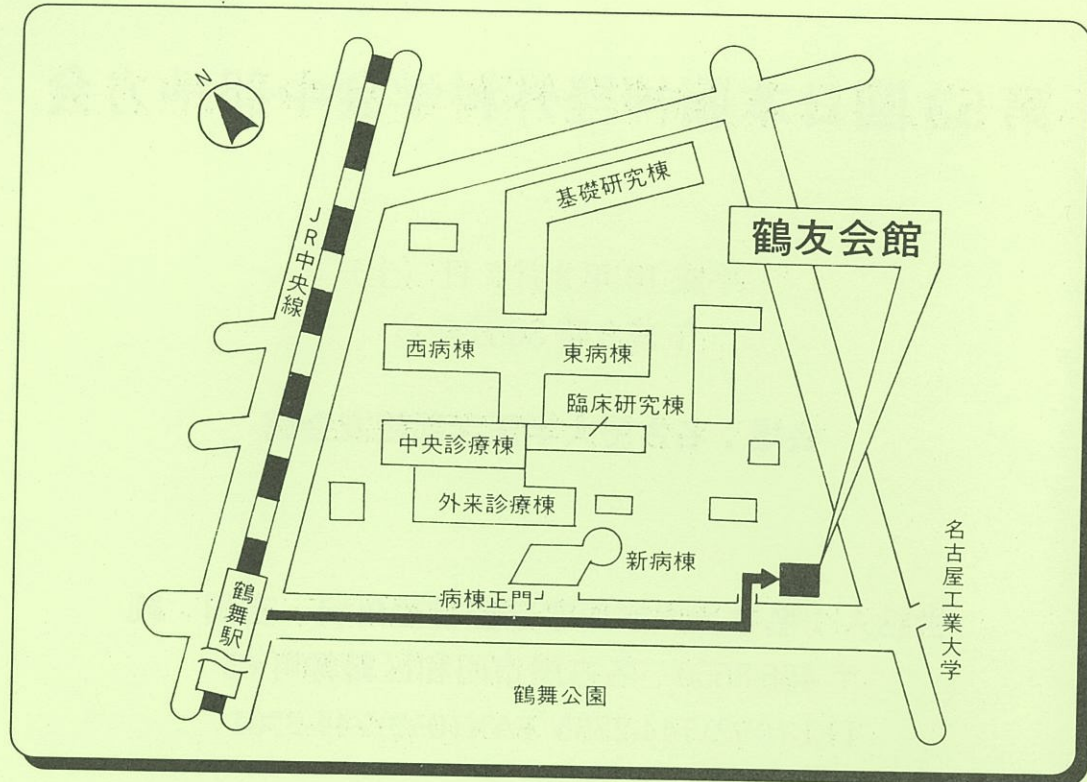 N
JR中央線
基礎研究棟
鶴友会館
西病棟
東病棟
臨床研究棟
中央診療棟
外来診療棟
新病棟
病棟正門
鶴舞駅
鶴舞公園
名古屋工業大学